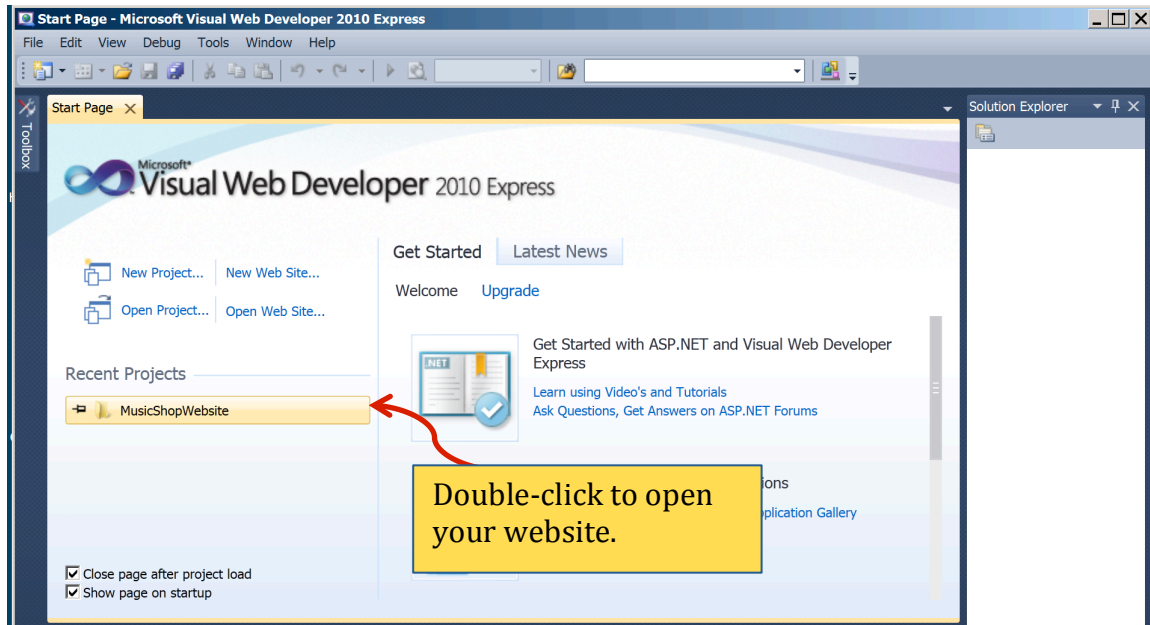 Start Page - Microsoft Visual Web Developer 2010 Express
File Edit View Debug Tools Window Help
Toolbox
Start Page
Solution Explorer
Microsoft
Visual Web Developer 2010 Express
New Project... New Web Site...
Open Project... Open Web Site...
Recent Projects
MusicShopWebsite
Close page after project load
Show page on startup
Get Started Latest News
Welcome Upgrade
.NET
Get Started with ASP.NET and Visual Web Developer
Express
Learn using Video's and Tutorials
Ask Questions, Get Answers on ASP.NET Forums
Gallery
Double-click to open
your website.